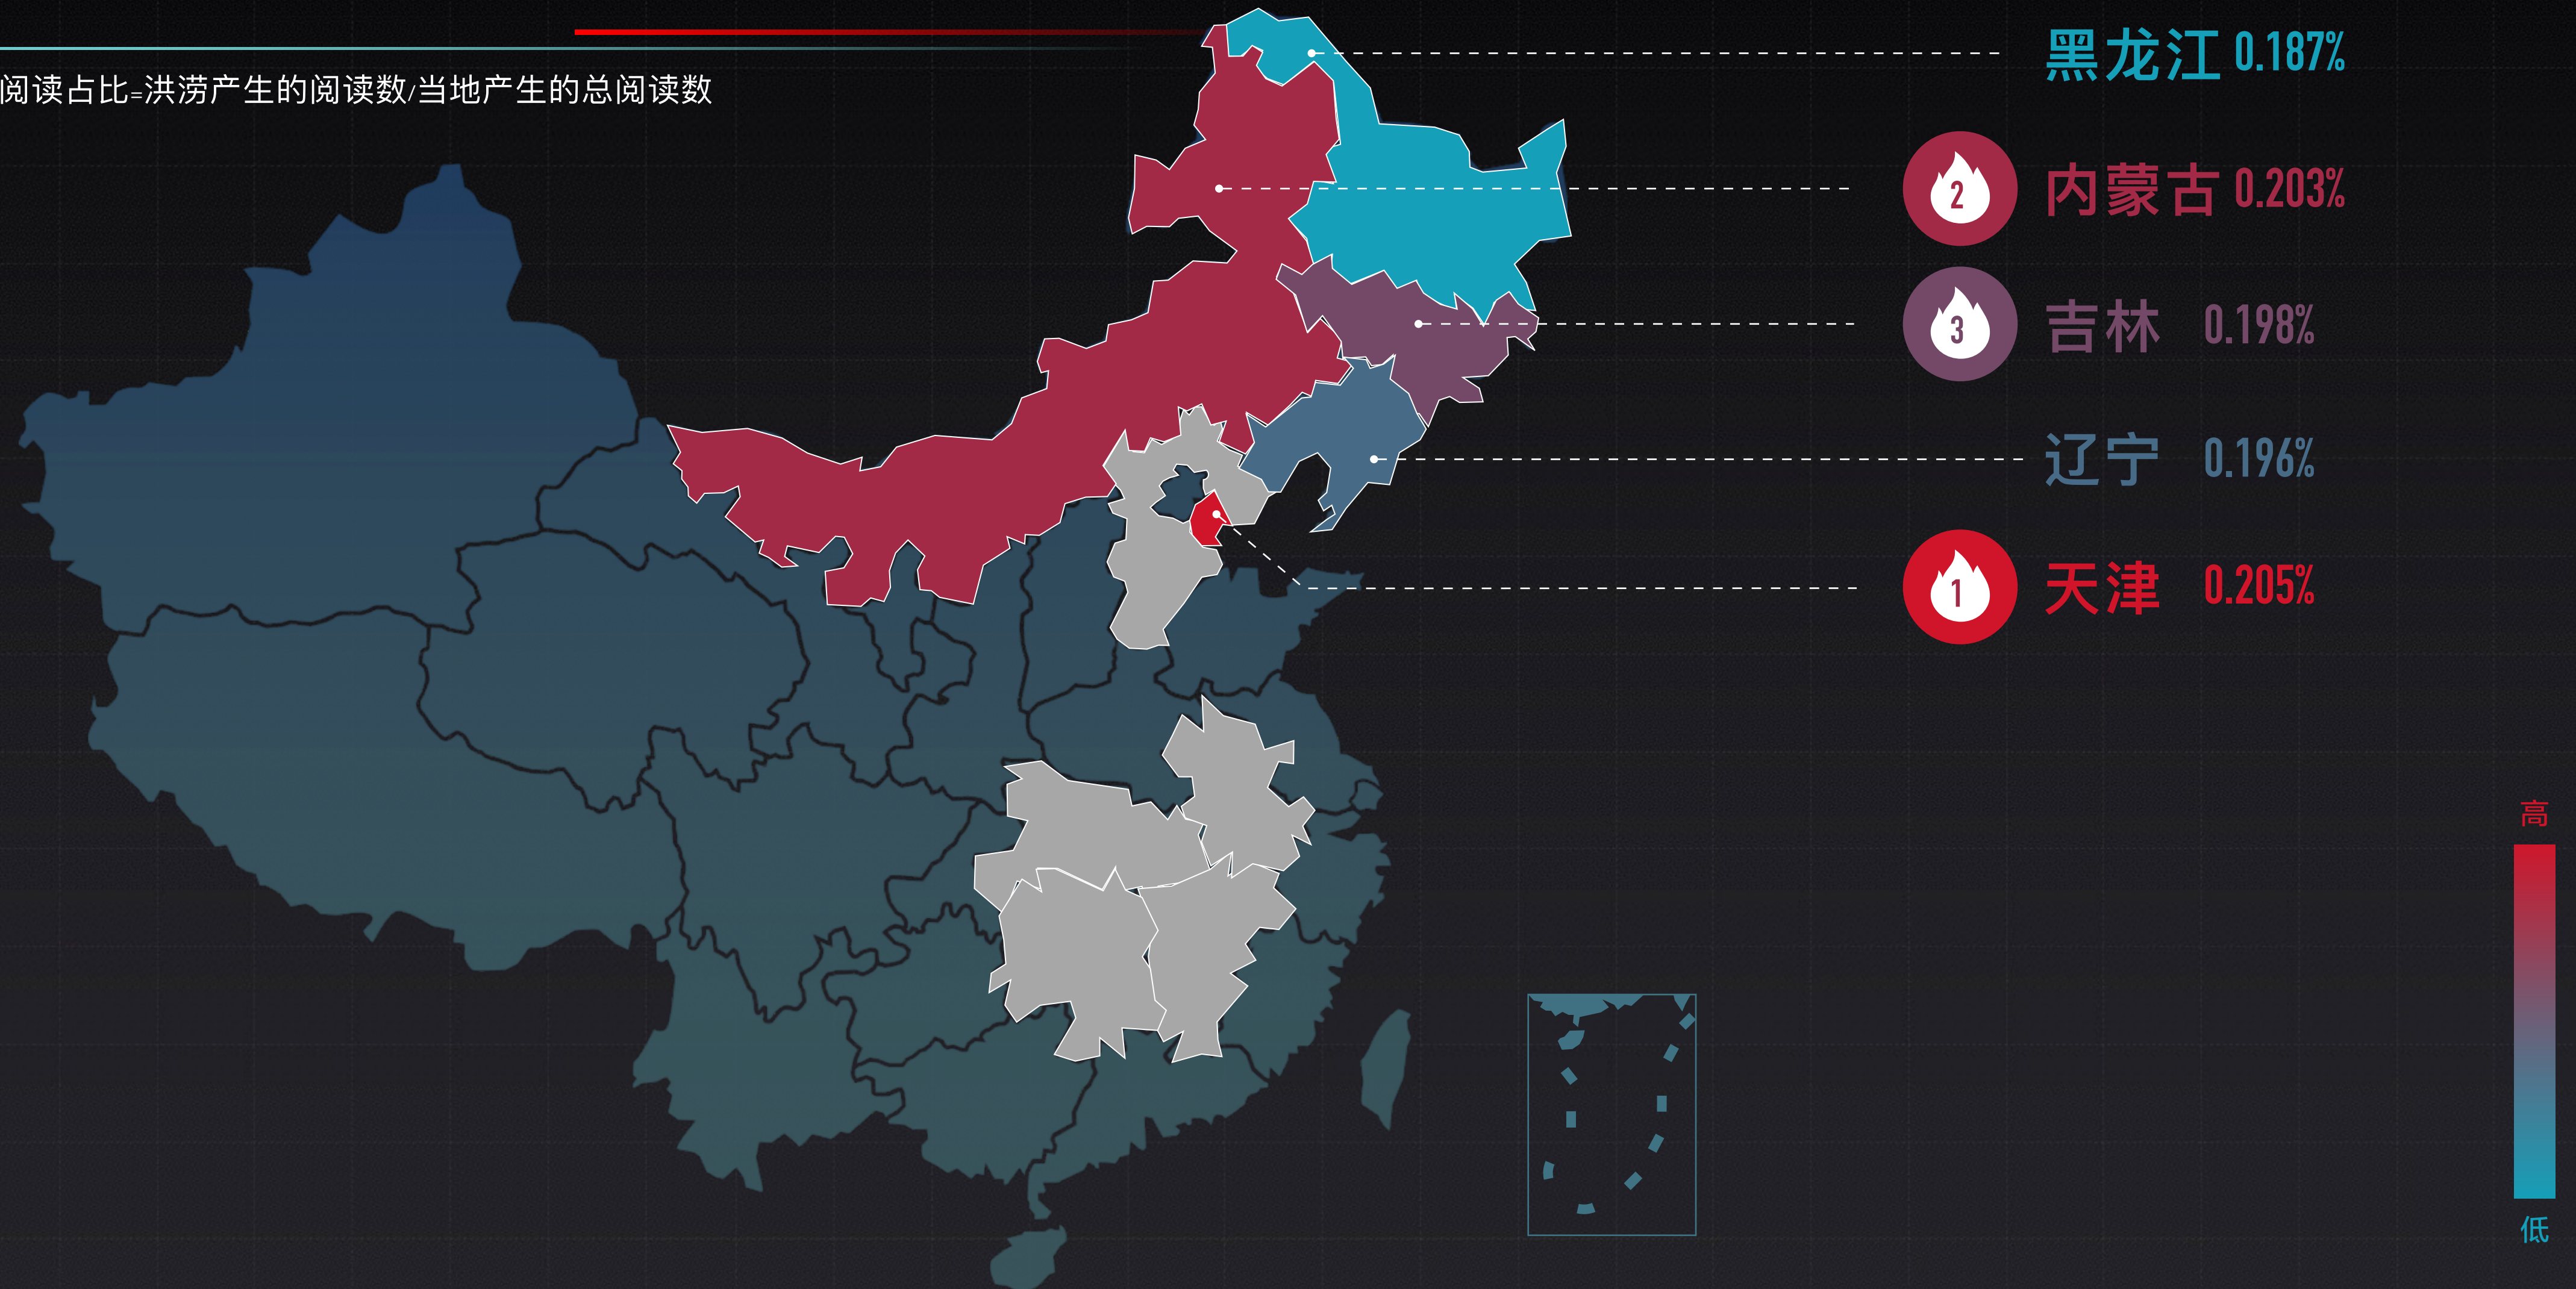 阅读占比=洪涝产生的阅读数/当地产生的总阅读数
黑龙江 0.187%
2 内蒙古 0.203%
3 吉林 0.198%
辽宁 0.196%
1 天津 0.205%
高
低